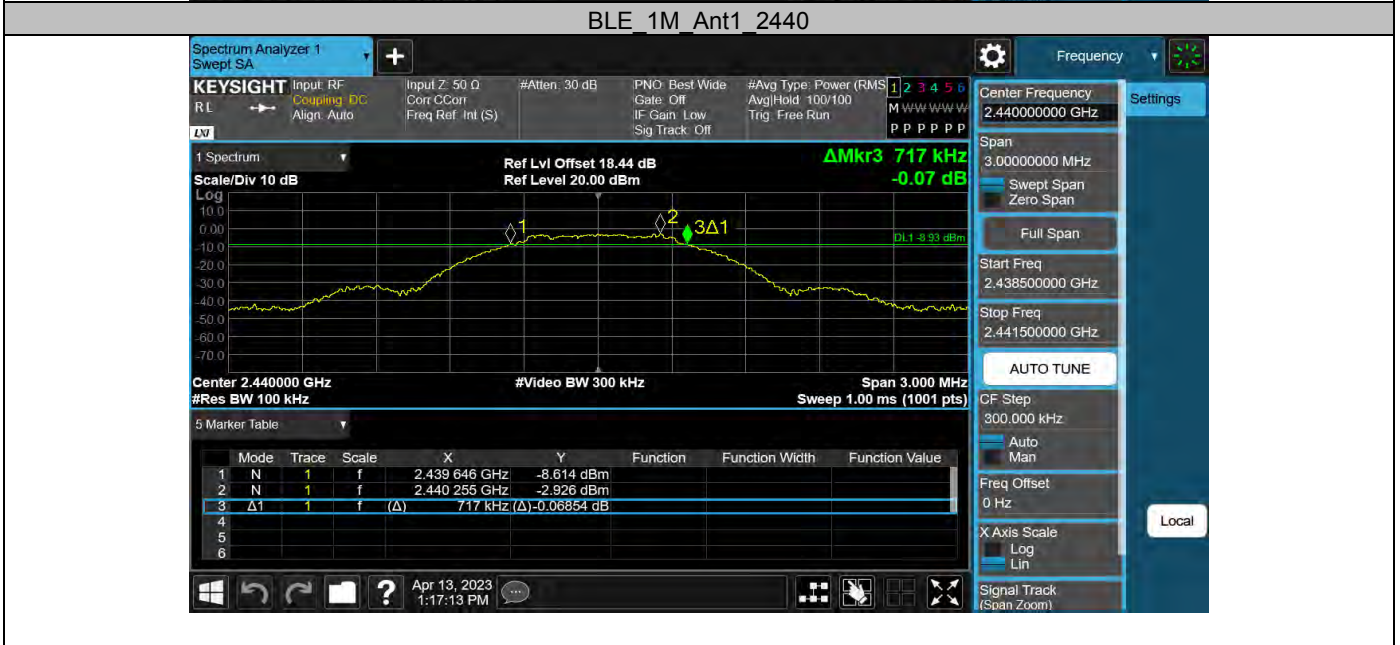 BLE_1M_Ant1_2440
Spectrum Analyzer 1
Swept SA
+
Frequency
KEYSIGHT
Input: RF
Coupling: DC
Align: Auto
RL
LXI
Input Z: 50 Ω
Corr CCorr
Freq Ref: Int (S)
#Atten: 30 dB
PNO: Best Wide
Gate: Off
IF Gain: Low
Sig Track: Off
#Avg Type: Power (RMS
Avg|Hold: 100/100
Trig: Free Run
1 2 3 4 5 6
M W W W W W
P P P P P P
Center Frequency
2.440000000 GHz
Settings
Span
3.00000000 MHz
Swept Span
Zero Span
Full Span
Start Freq
2.438500000 GHz
Stop Freq
2.441500000 GHz
AUTO TUNE
CF Step
300.000 kHz
Auto
Man
Freq Offset
0 Hz
X Axis Scale
Log
Lin
Signal Track
(Span Zoom)
Local
1 Spectrum
Scale/Div 10 dB
Ref Lvl Offset 18.44 dB
Ref Level 20.00 dBm
ΔMkr3 717 kHz
-0.07 dB
Log
10.0
0.00
-10.0
-20.0
-30.0
-40.0
-50.0
-60.0
-70.0
1
2
3Δ1
DL1 -8.93 dBm
Center 2.440000 GHz
#Video BW 300 kHz
Span 3.000 MHz
#Res BW 100 kHz
Sweep 1.00 ms (1001 pts)
5 Marker Table
Mode Trace Scale X Y Function Function Width Function Value
1 N 1 f 2.439 646 GHz -8.614 dBm
2 N 1 f 2.440 255 GHz -2.926 dBm
3 Δ1 1 f (Δ) 717 kHz (Δ) -0.06854 dB
4
5
6
?
Apr 13, 2023
1:17:13 PM